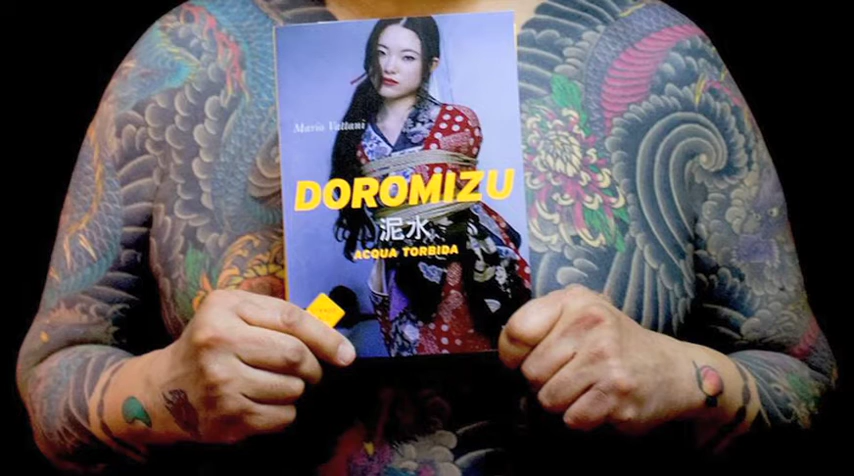 Mario Vattani
DOROMIZU
泥水
ACQUA TORBIDA